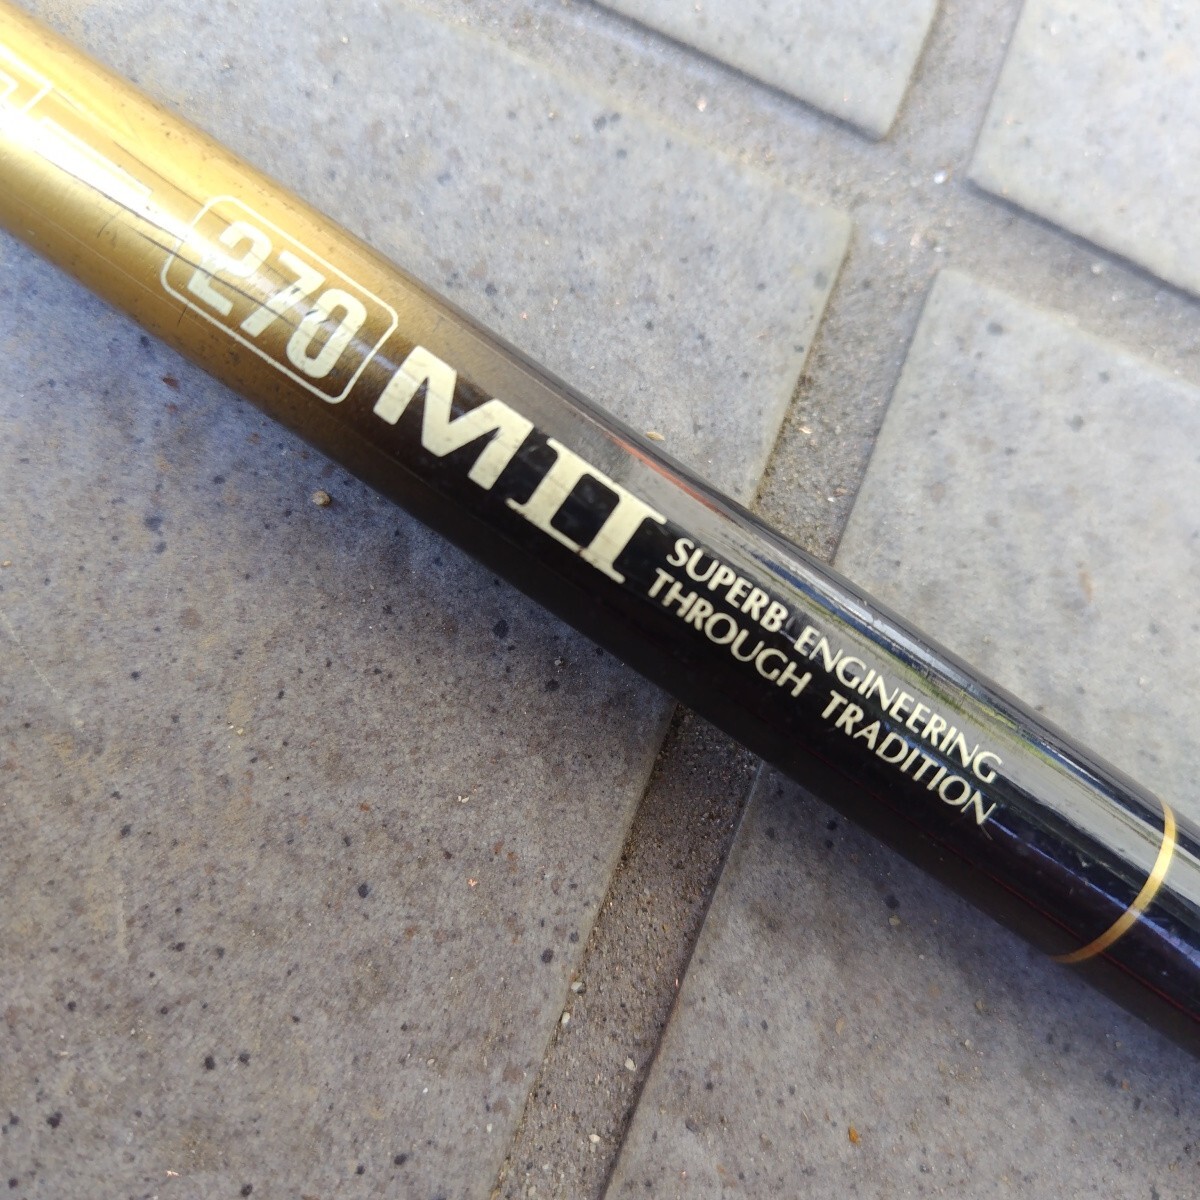 270
MII
SUPERB ENGINEERING
THROUGH TRADITION